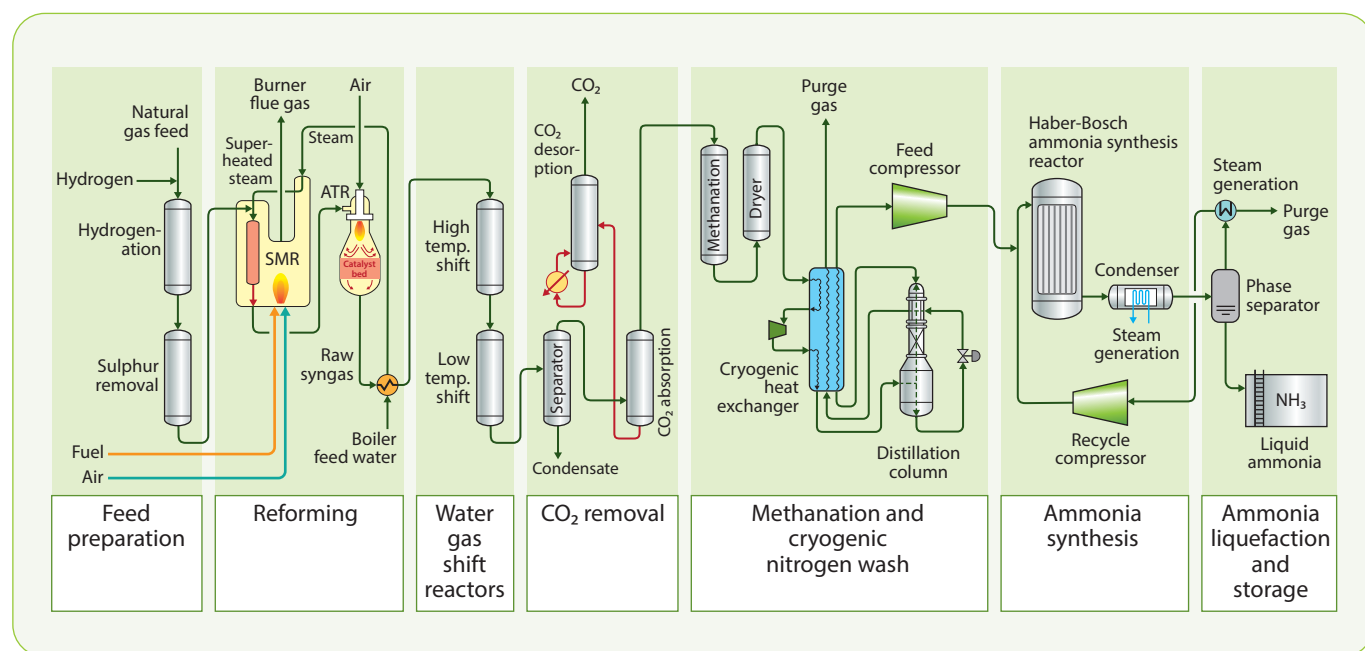 Natural
gas feed
Hydrogen
Hydrogen-
ation
Sulphur
removal
Fuel
Air
Feed
preparation
Burner
flue gas
Air
Super-
heated
steam
Steam
ATR
SMR
Catalyst
bed
Raw
syngas
Boiler
feed water
Reforming
High
temp.
shift
Low
temp.
shift
Water
gas
shift
reactors
CO₂
CO₂
desor-
ption
Separator
CO₂ absorption
Condensate
CO₂ removal
Purge
gas
Methanation
Dryer
Feed
compressor
Cryogenic
heat
exchanger
Distillation
column
Methanation and
cryogenic
nitrogen wash
Haber-Bosch
ammonia synthesis
reactor
Condenser
Steam
generation
Recycle
compressor
Ammonia
synthesis
Steam
generation
Purge
gas
Phase
separator
NH₃
Liquid
ammonia
Ammonia
liquefaction
and
storage